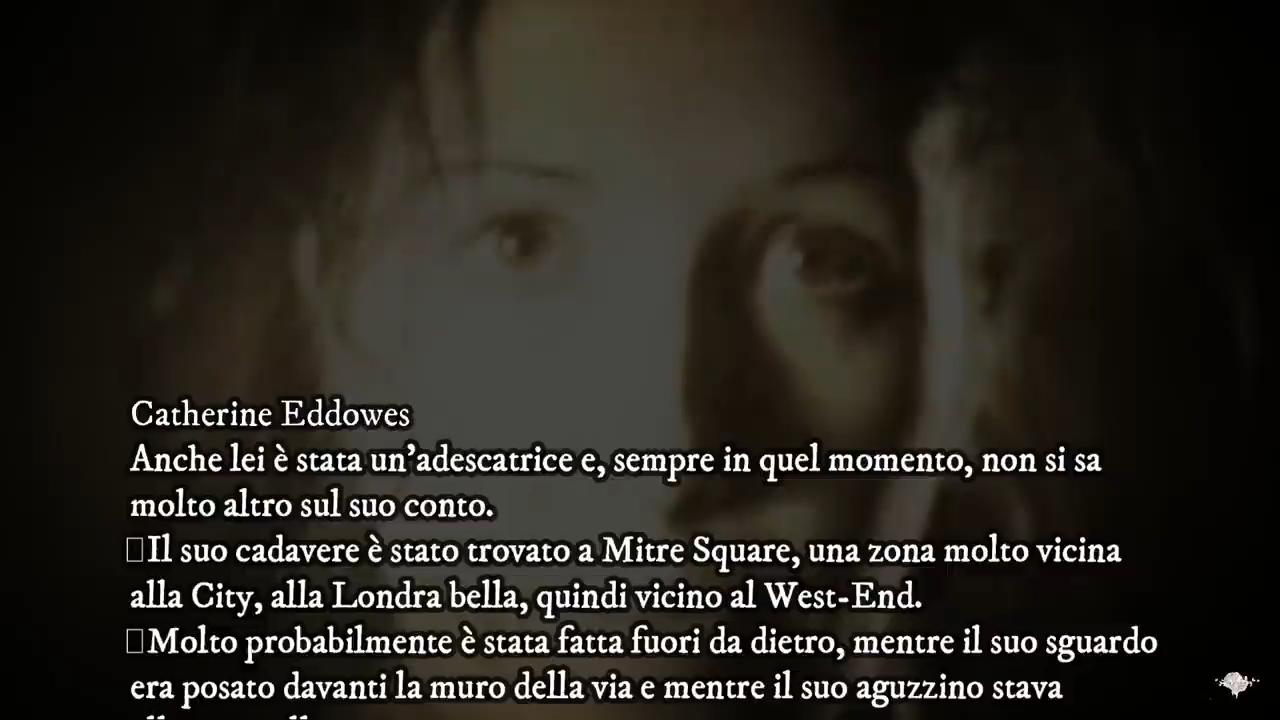 Catherine Eddowes
Anche lei è stata un'adescatrice e, sempre in quel momento, non si sa
molto altro sul suo conto.
□Il suo cadavere è stato trovato a Mitre Square, una zona molto vicina
alla City, alla Londra bella, quindi vicino al West-End.
□Molto probabilmente è stata fatta fuori da dietro, mentre il suo sguardo
era posato davanti la muro della via e mentre il suo aguzzino stava